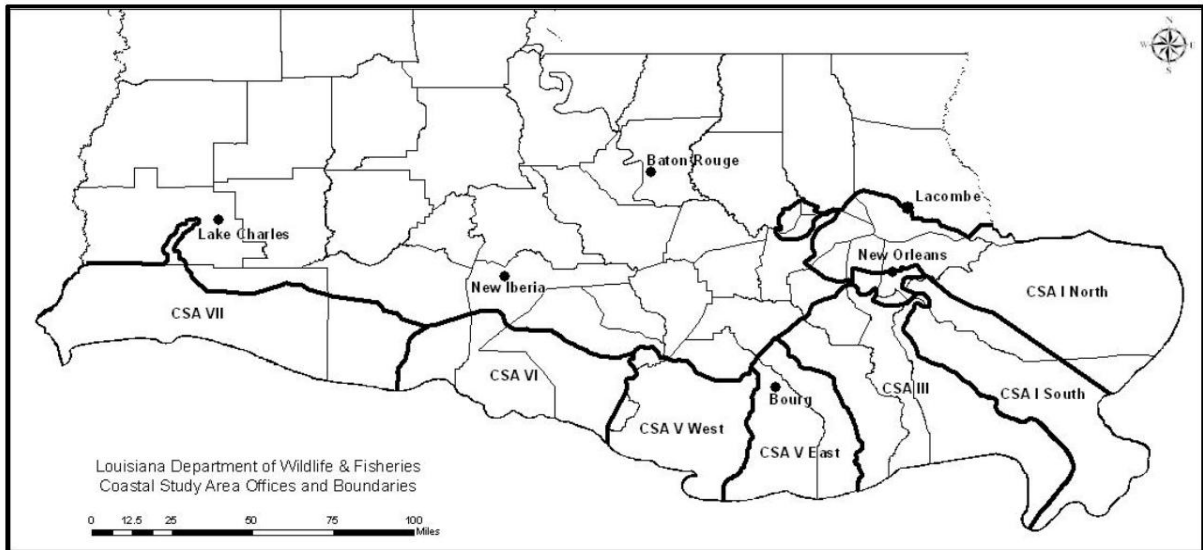 N
W E
S
Baton Rouge
Lacombe
Lake Charles
New Orleans
New Iberia
CSA I North
CSA VII
CSA VI
CSA III
Bourg
CSA I South
CSA V West
CSA V East
Louisiana Department of Wildlife & Fisheries
Coastal Study Area Offices and Boundaries
0 12.5 25 50 75 100
Miles